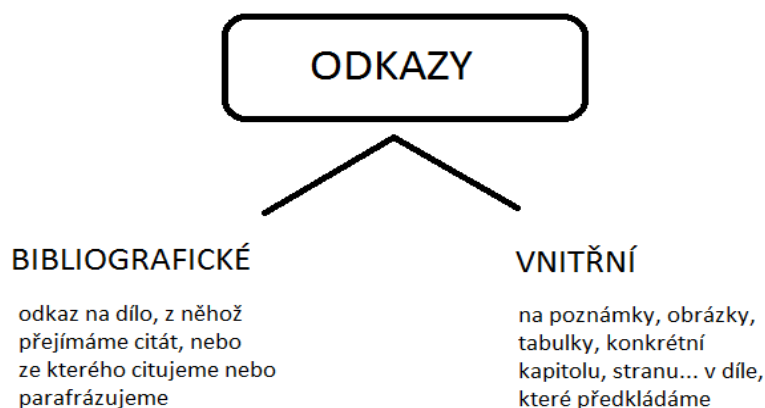 ODKAZY
BIBLIOGRAFICKÉ
odkaz na dílo, z něhož
přejímáme citát, nebo
ze kterého citujeme nebo
parafrázujeme
VNITŘNÍ
na poznámky, obrázky,
tabulky, konkrétní
kapitolu, stranu... v díle,
které předkládáme